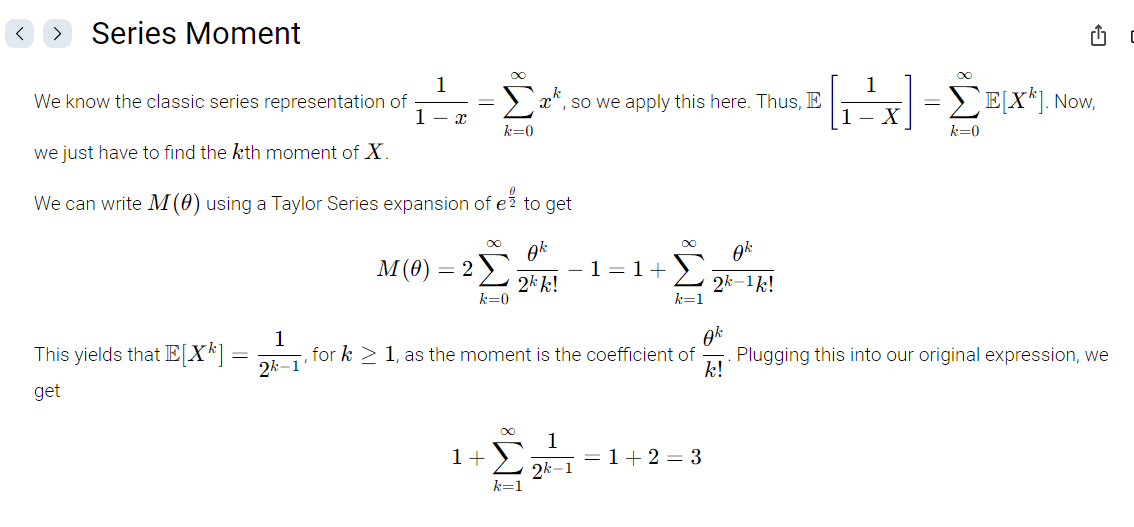 Series Moment
We know the classic series representation of $\frac{1}{1-x} = \sum_{k=0}^{\infty} x^k$, so we apply this here. Thus, $\mathbb{E}\left[\frac{1}{1-X}\right] = \sum_{k=0}^{\infty} \mathbb{E}[X^k]$. Now,
we just have to find the $k$th moment of $X$.
We can write $M(\theta)$ using a Taylor Series expansion of $e^{\frac{\theta}{2}}$ to get
$M(\theta) = 2\sum_{k=0}^{\infty} \frac{\theta^k}{2^k k!} - 1 = 1 + \sum_{k=1}^{\infty} \frac{\theta^k}{2^{k-1} k!}$
This yields that $\mathbb{E}[X^k] = \frac{1}{2^{k-1}}$, for $k \geq 1$, as the moment is the coefficient of $\frac{\theta^k}{k!}$. Plugging this into our original expression, we
get
$1 + \sum_{k=1}^{\infty} \frac{1}{2^{k-1}} = 1 + 2 = 3$